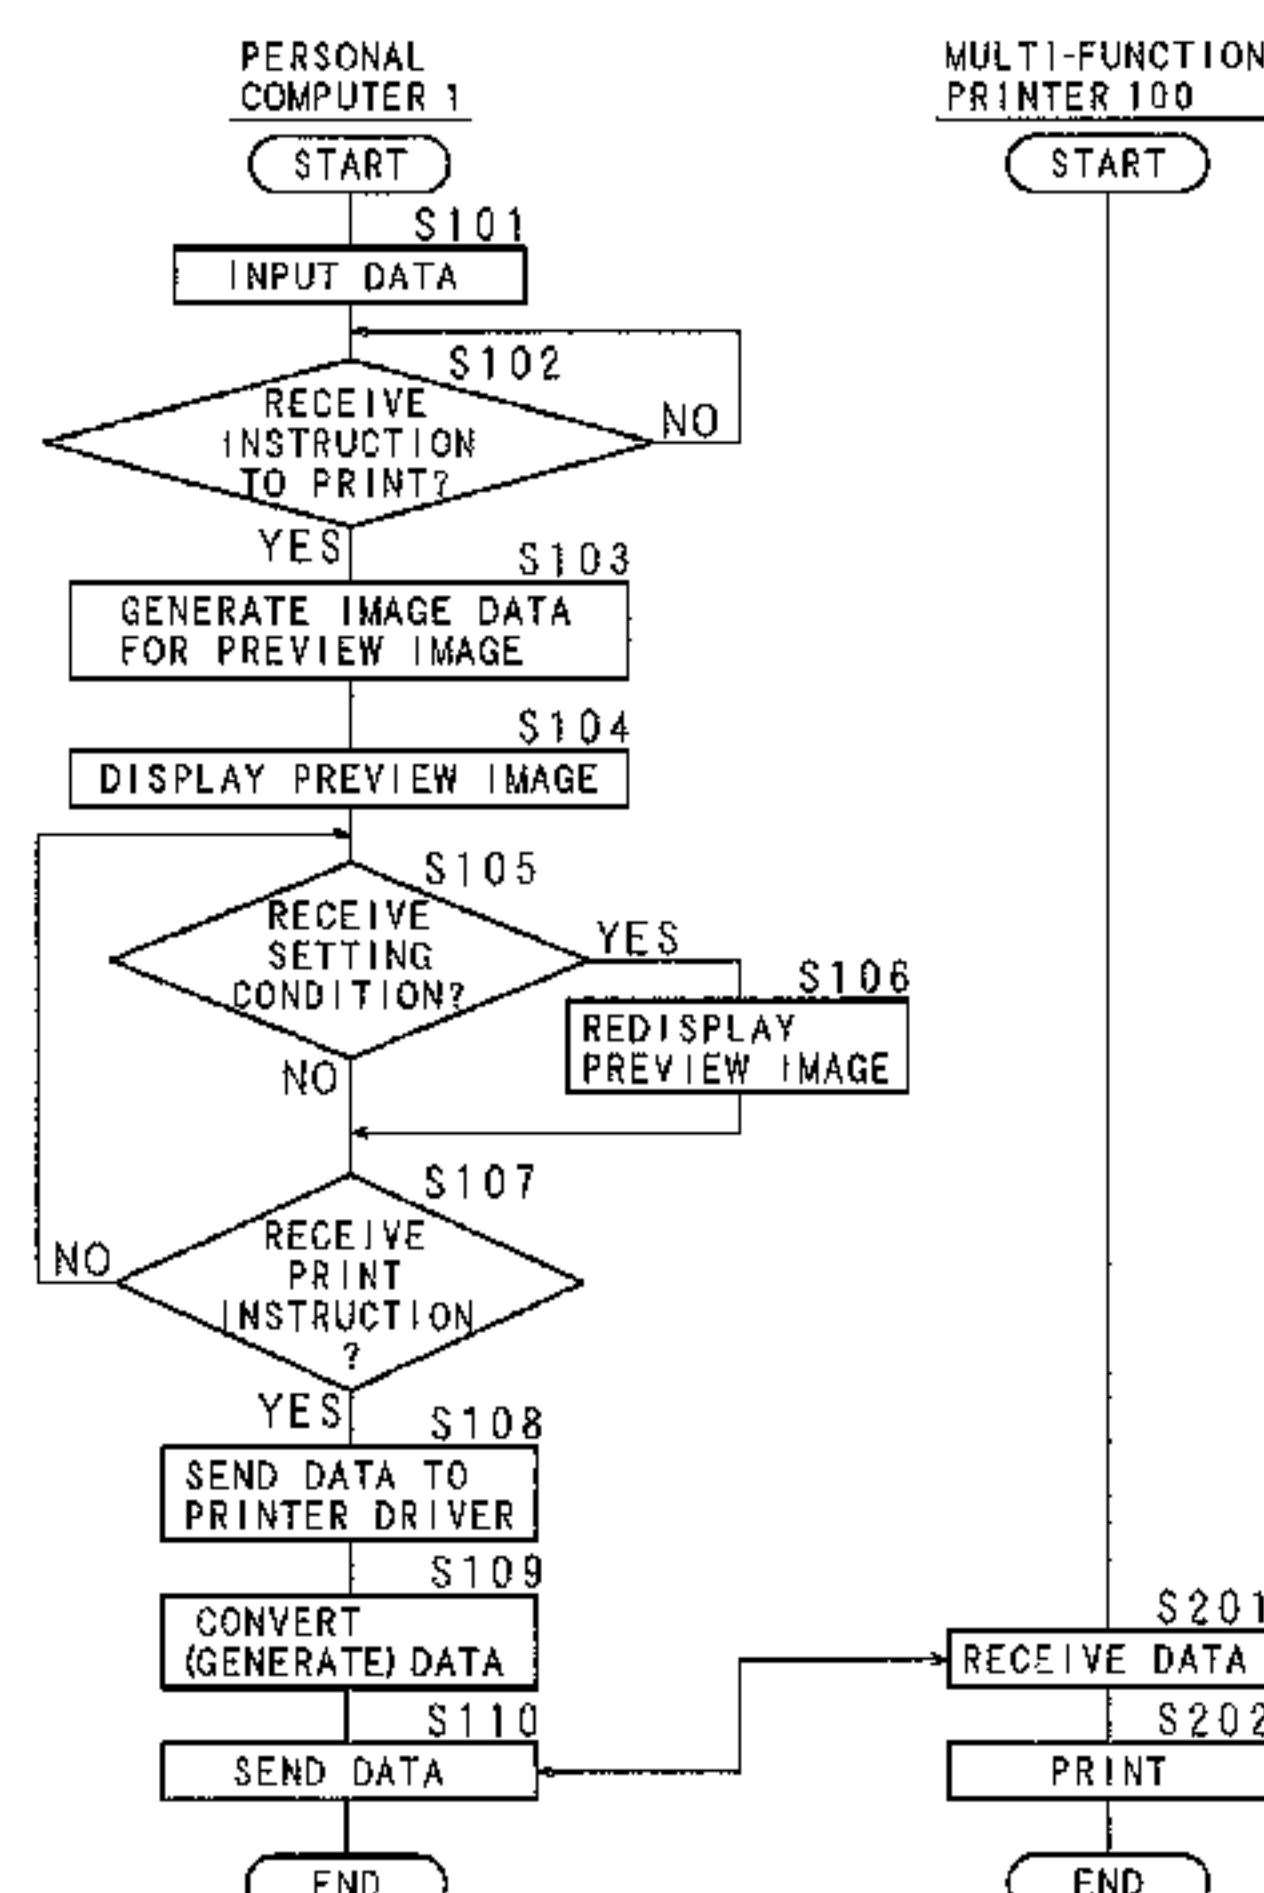 PERSONAL
COMPUTER 1
START
S101
INPUT DATA
S102
RECEIVE
INSTRUCTION
TO PRINT?
NO
YES
S103
GENERATE IMAGE DATA
FOR PREVIEW IMAGE
S104
DISPLAY PREVIEW IMAGE
S105
RECEIVE
SETTING
CONDITION?
YES
S106
REDISPLAY
PREVIEW IMAGE
NO
S107
RECEIVE
PRINT
INSTRUCTION
?
NO
YES
S108
SEND DATA TO
PRINTER DRIVER
S109
CONVERT
(GENERATE) DATA
S110
SEND DATA
END
MULTI-FUNCTION
PRINTER 100
START
S201
RECEIVE DATA
S202
PRINT
END